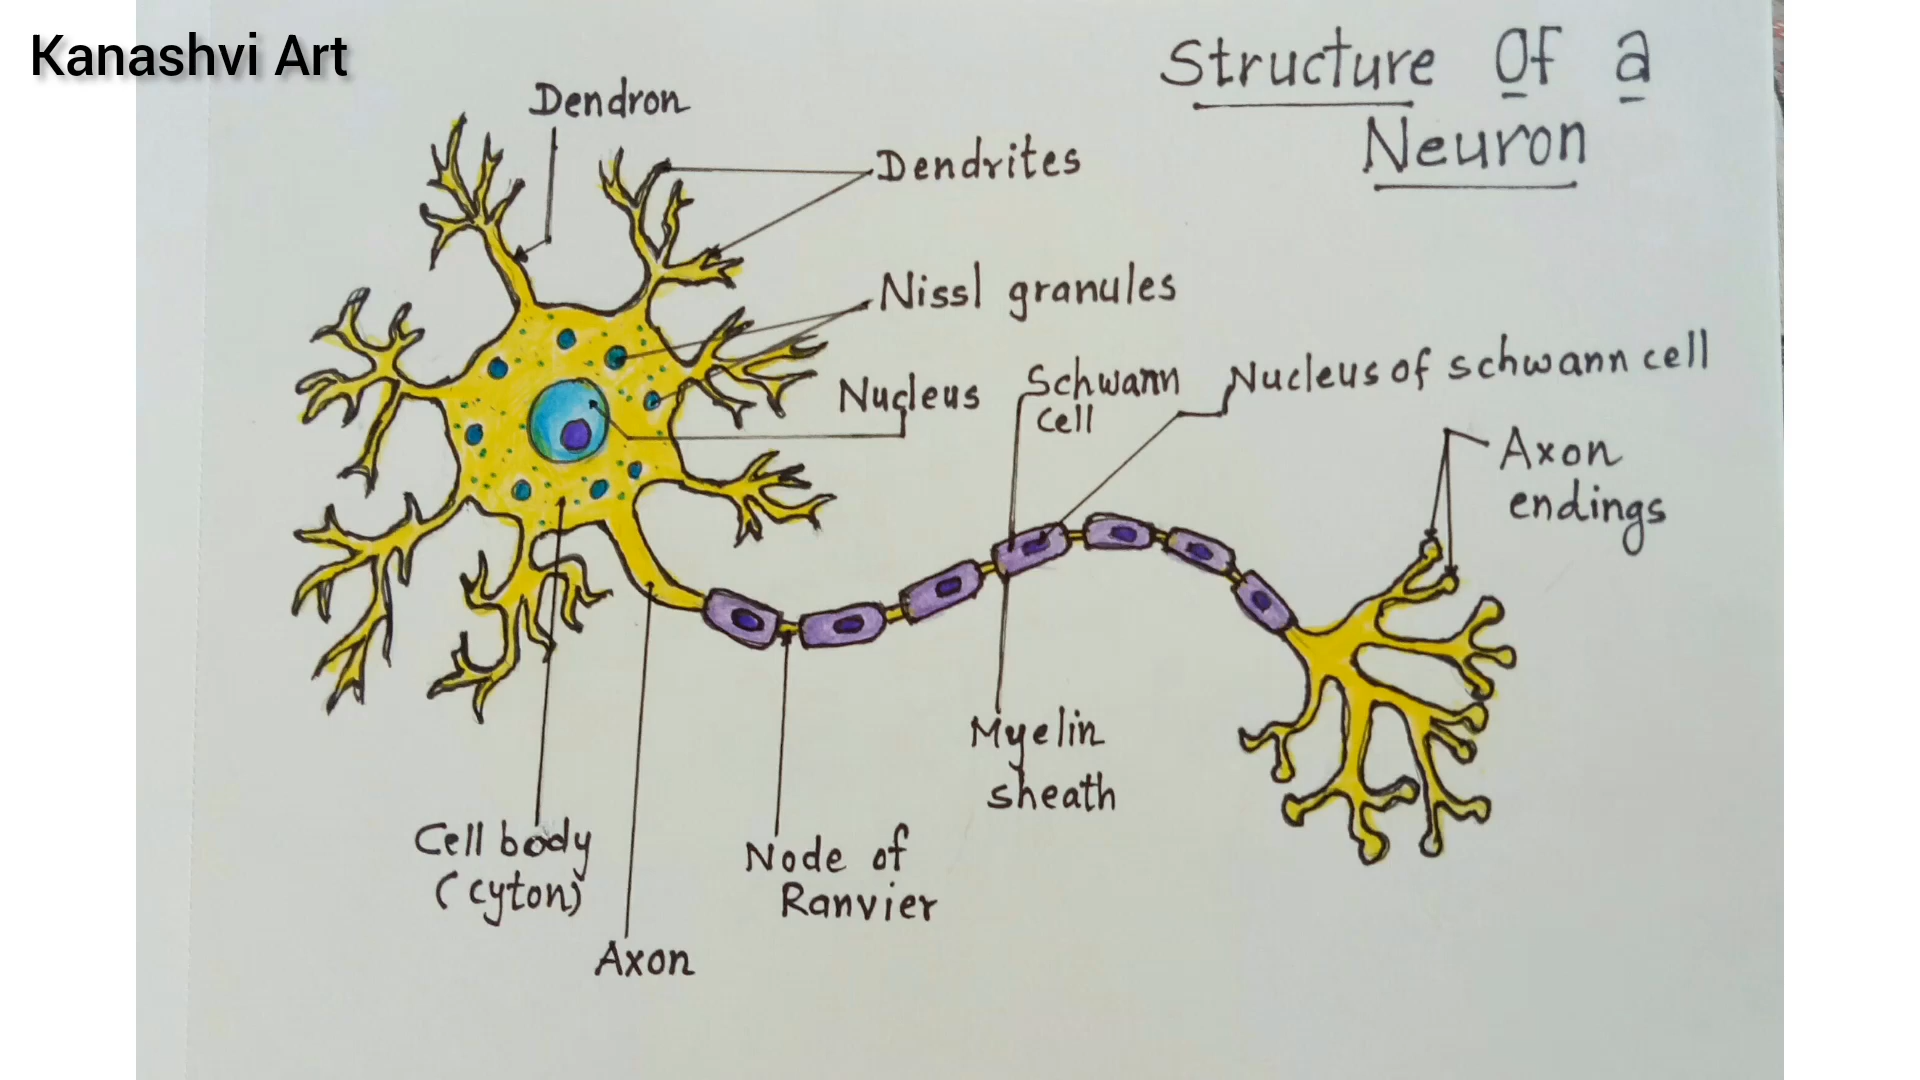 Kanashvi Art
Structure Of a
Neuron
Dendron
Dendrites
Nissl granules
Nucleus
Schwann
cell
Nucleus of schwann cell
Axon
endings
Myelin
sheath
Cell body
(cyton)
Node of
Ranvier
Axon